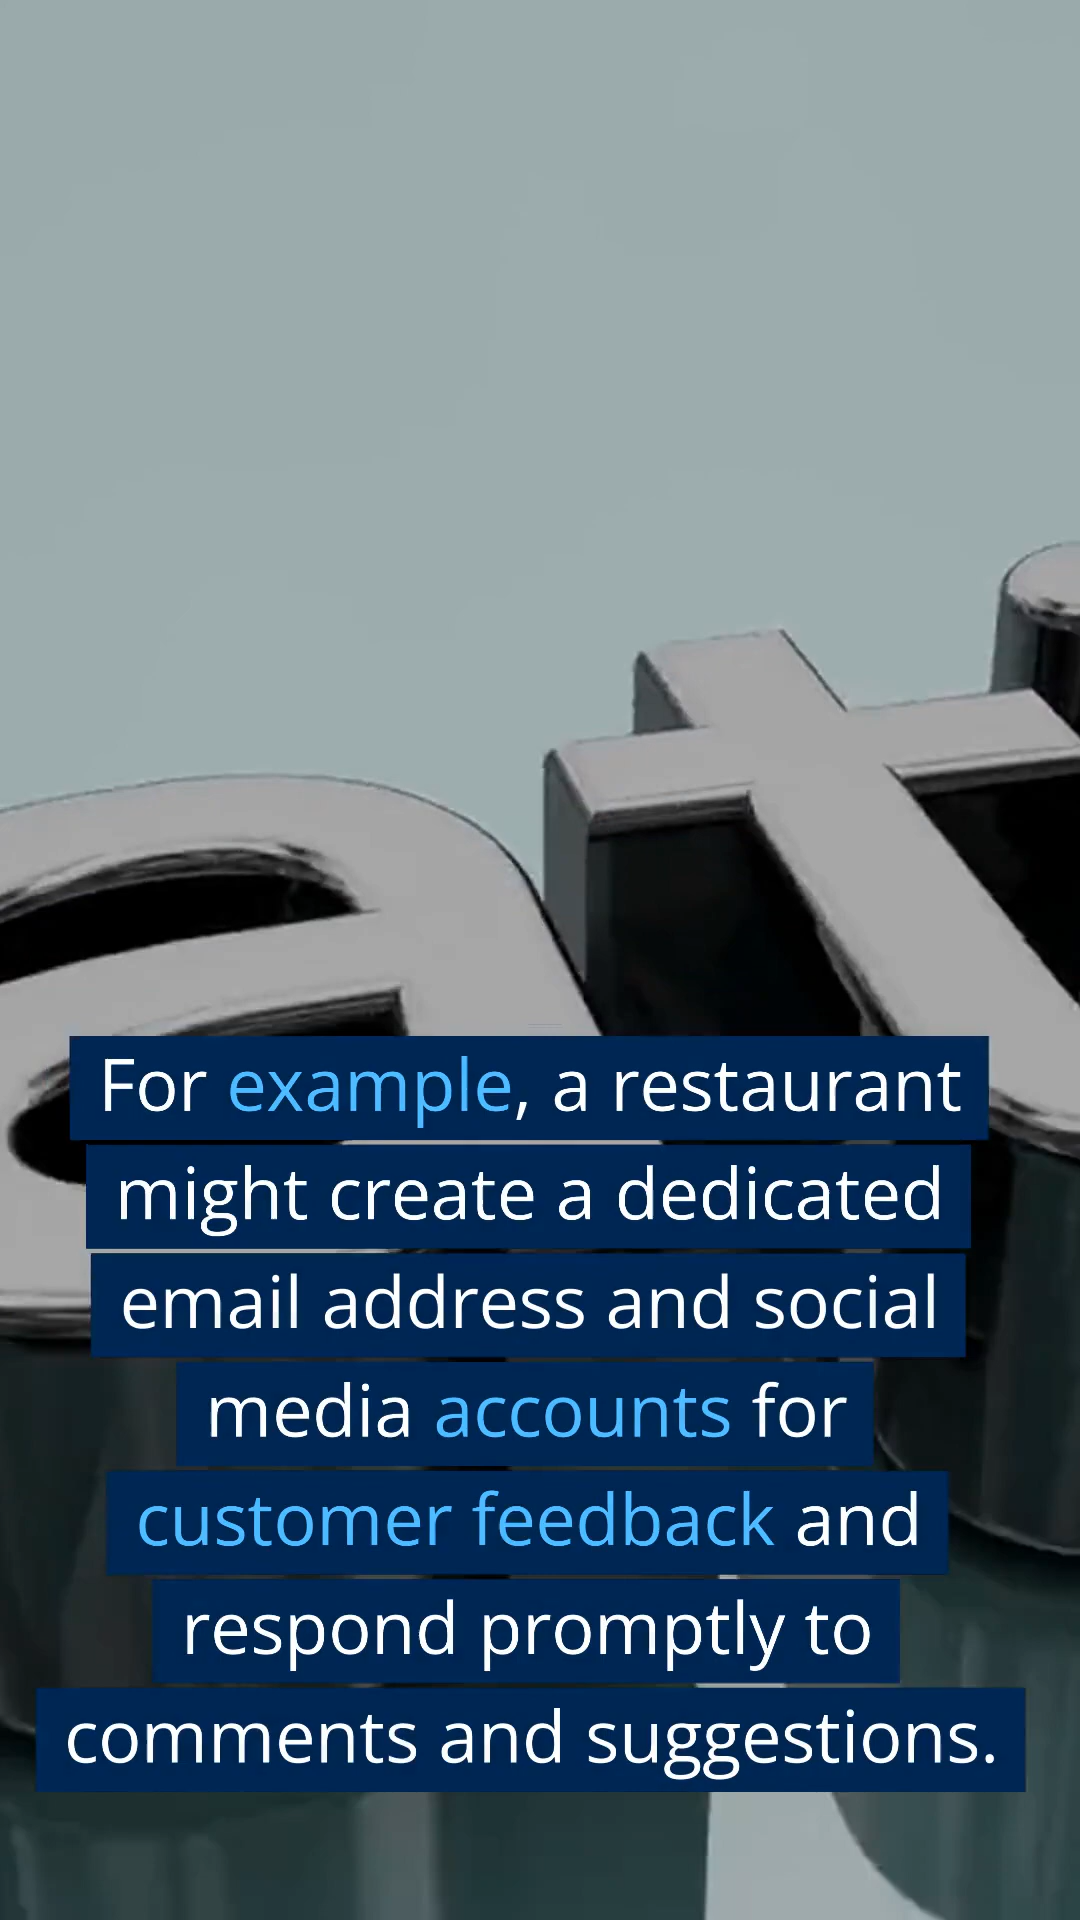 ati
For example, a restaurant
might create a dedicated
email address and social
media accounts for
customer feedback and
respond promptly to
comments and suggestions.